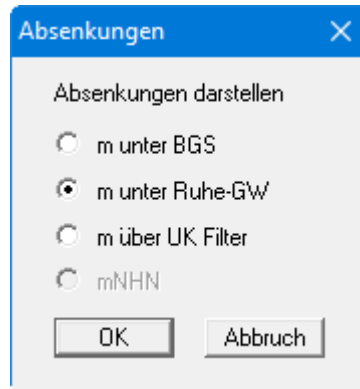 Absenkungen
Absenkungen darstellen
m unter BGS
m unter Ruhe-GW
m über UK Filter
mNHN
OK Abbruch